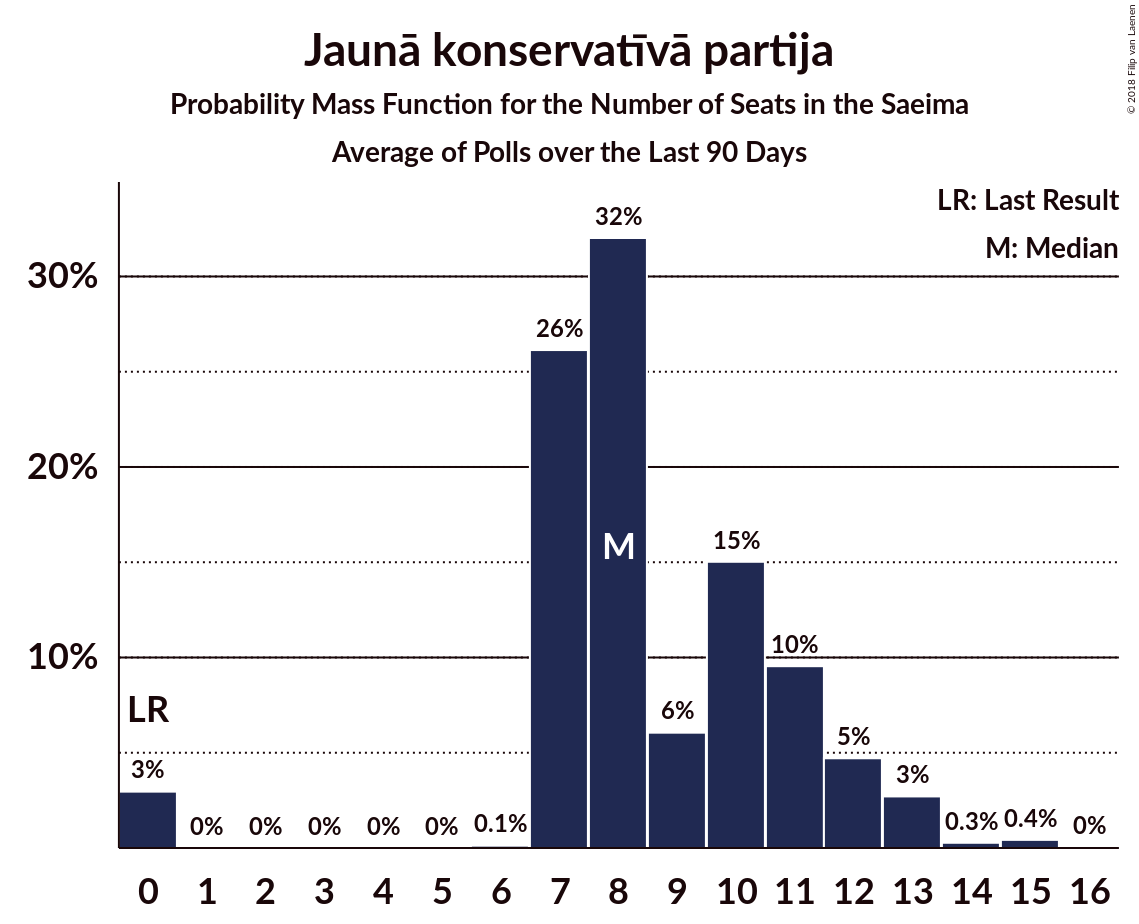 Jaunā konservatīvā partija
Probability Mass Function for the Number of Seats in the Saeima
Average of Polls over the Last 90 Days
© 2018 Filip van Laenen
LR: Last Result
M: Median
32%
30%
26%
20%
M
15%
10%
10%
LR
6%
5%
3%
3%
0%
0%
0%
0%
0%
0.1%
0.3%
0.4%
0%
0 1 2 3 4 5 6 7 8 9 10 11 12 13 14 15 16